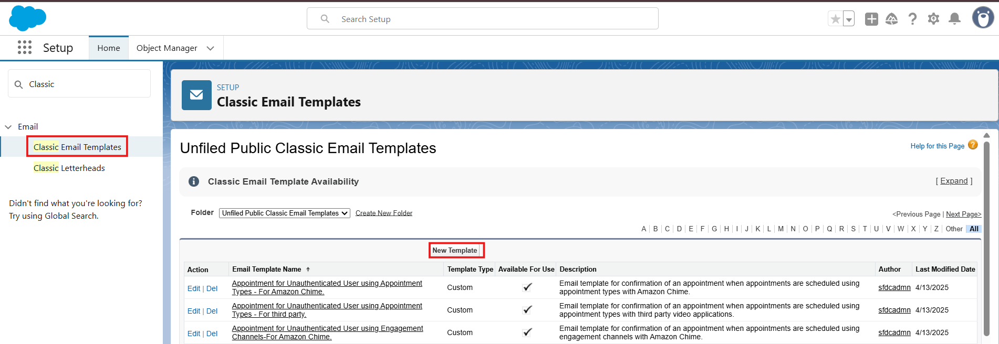 Search Setup
Setup
Home
Object Manager
Classic
SETUP
Classic Email Templates
Email
Classic Email Templates
Classic Letterheads
Didn't find what you're looking for?
Try using Global Search.
Unfiled Public Classic Email Templates
Help for this Page ?
Classic Email Template Availability
[ Expand ]
Folder Unfiled Public Classic Email Templates Create New Folder
<Previous Page | Next Page>
A | B | C | D | E | F | G | H | I | J | K | L | M | N | O | P | Q | R | S | T | U | V | W | X | Y | Z | Other All
New Template
Action Email Template Name ↑ Template Type Available For Use Description Author Last Modified Date
Edit | Del Appointment for Unauthenticated User using Appointment Types - For Amazon Chime. Custom Email template for confirmation of an appointment when appointments are scheduled using appointment types with Amazon Chime. sfdcadmn 4/13/2025
Edit | Del Appointment for Unauthenticated User using Appointment Types - For third party. Custom Email template for confirmation of an appointment when appointments are scheduled using appointment types with third party video applications. sfdcadmn 4/13/2025
Edit | Del Appointment for Unauthenticated User using Engagement Channels-For Amazon Chime. Custom Email template for confirmation of an appointment when appointments are scheduled using engagement channels with Amazon Chime. sfdcadmn 4/13/2025